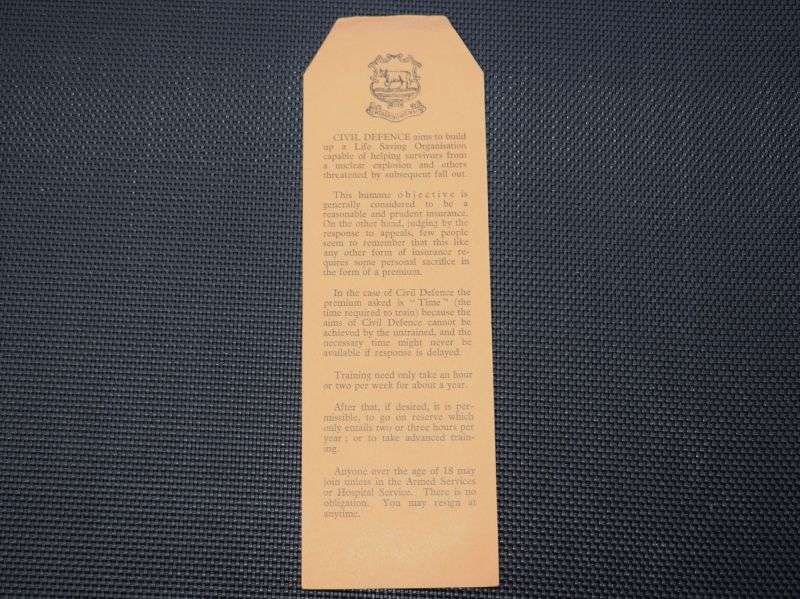 CIVIL DEFENCE aims to build
up a Life Saving Organisation
capable of helping survivors from
a nuclear explosion and others
threatened by subsequent fall out.
This humane objective is
generally considered to be a
reasonable and prudent insurance.
On the other hand, judging by the
response to appeals, few people
seem to remember that this like
any other form of insurance re-
quires some personal sacrifice in
the form of a premium.
In the case of Civil Defence the
premium asked is "Time" (the
time required to train) because the
aims of Civil Defence cannot be
achieved by the untrained, and the
necessary time might never be
available if response is delayed.
Training need only take an hour
or two per week for about a year.
After that, if desired, it is per-
missible, to go on reserve which
only entails two or three hours per
year; or to take advanced train-
ing.
Anyone over the age of 18 may
join unless in the Armed Services
or Hospital Service. There is no
obligation. You may resign at
anytime.